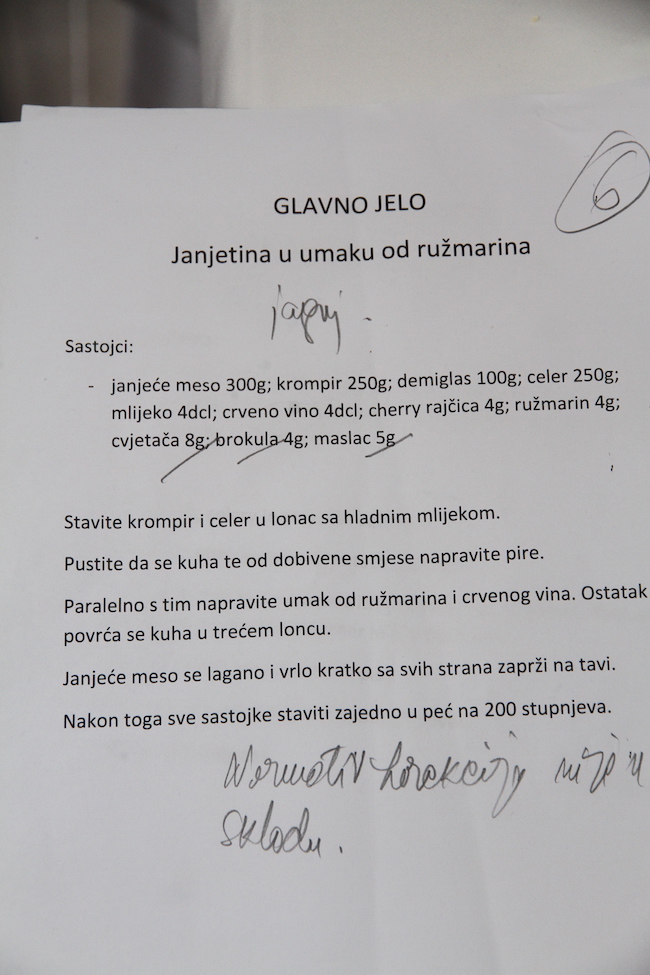 6
GLAVNO JELO
Janjetina u umaku od ružmarina
Sastojci:
- janjeće meso 300g; krompir 250g; demiglas 100g; celer 250g;
mlijeko 4dcl; crveno vino 4dcl; cherry rajčica 4g; ružmarin 4g;
cvjetača 8g; brokula 4g; maslac 5g
Stavite krompir i celer u lonac sa hladnim mlijekom.
Pustite da se kuha te od dobivene smjese napravite pire.
Paralelno s tim napravite umak od ružmarina i crvenog vina. Ostatak
povrća se kuha u trećem loncu.
Janjeće meso se lagano i vrlo kratko sa svih strana zaprži na tavi.
Nakon toga sve sastojke staviti zajedno u peć na 200 stupnjeva.
Normativ nije u
skladu.